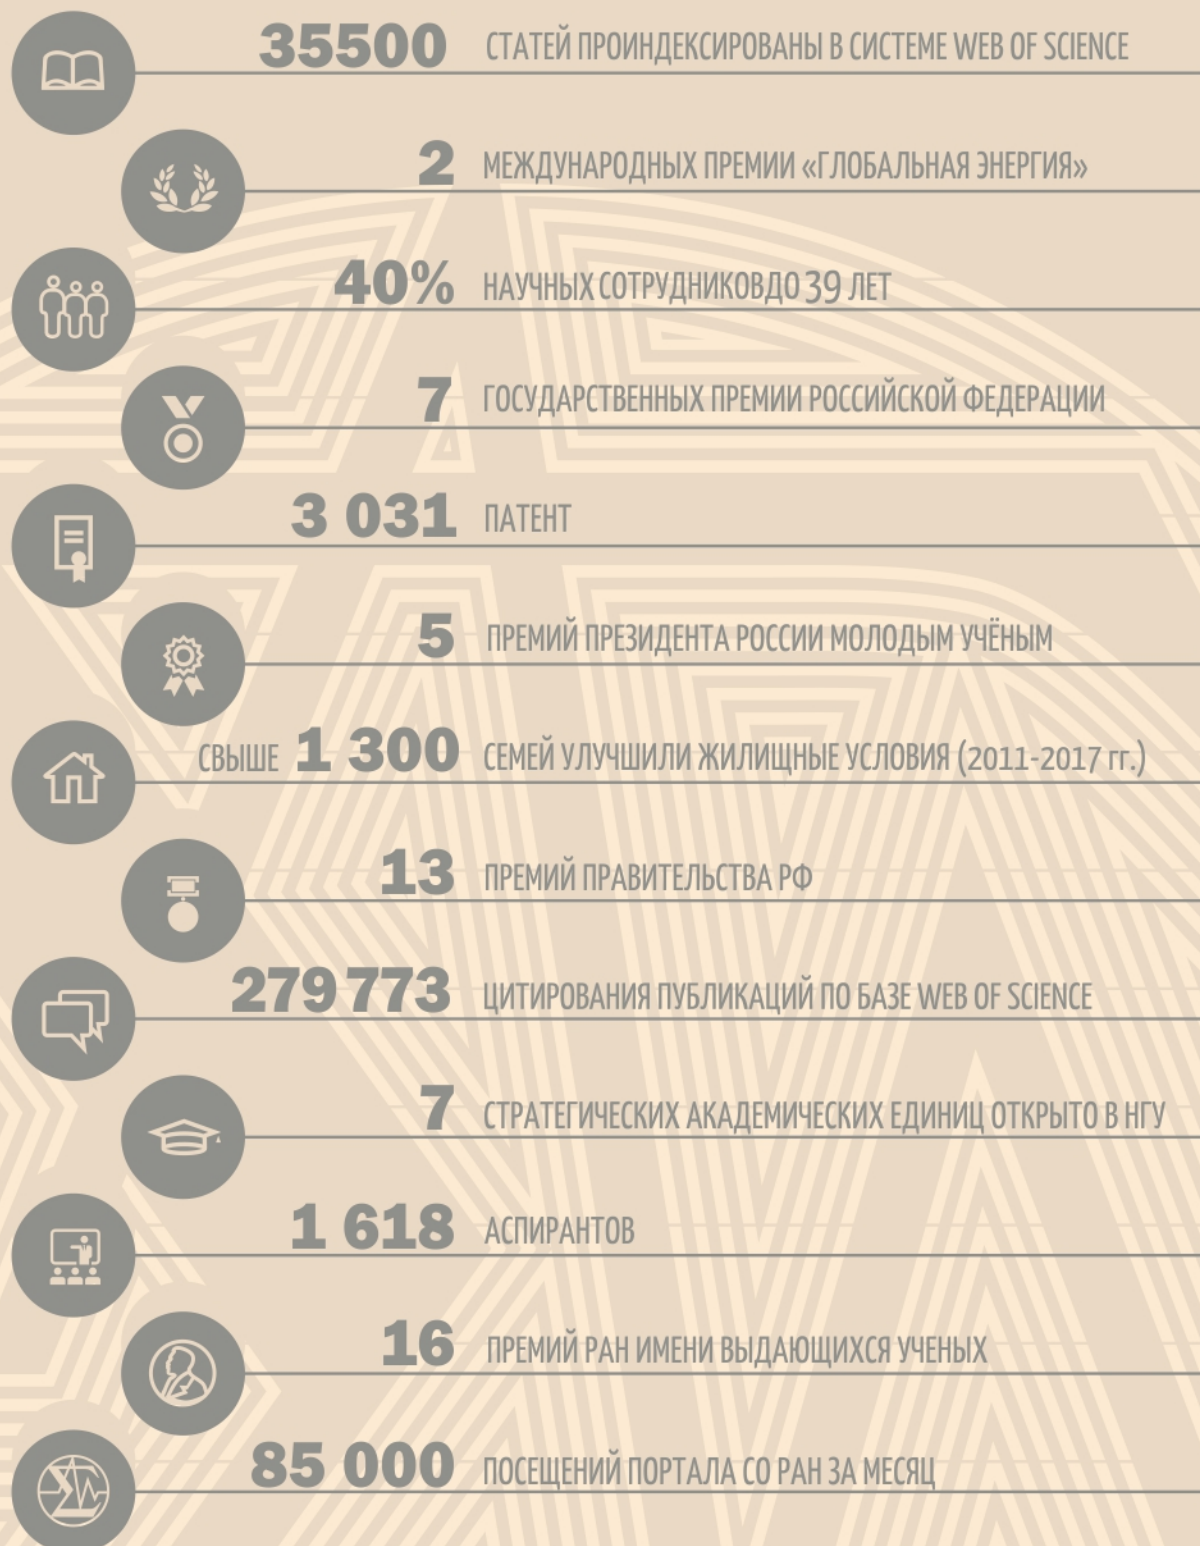 35500 СТАТЕЙ ПРОИНДЕКСИРОВАНЫ В СИСТЕМЕ WEB OF SCIENCE
2 МЕЖДУНАРОДНЫХ ПРЕМИИ «ГЛОБАЛЬНАЯ ЭНЕРГИЯ»
40% НАУЧНЫХ СОТРУДНИКОВДО 39 ЛЕТ
7 ГОСУДАРСТВЕННЫХ ПРЕМИИ РОССИЙСКОЙ ФЕДЕРАЦИИ
3 031 ПАТЕНТ
5 ПРЕМИЙ ПРЕЗИДЕНТА РОССИИ МОЛОДЫМ УЧЁНЫМ
СВЫШЕ 1 300 СЕМЕЙ УЛУЧШИЛИ ЖИЛИЩНЫЕ УСЛОВИЯ (2011-2017 гг.)
13 ПРЕМИЙ ПРАВИТЕЛЬСТВА РФ
279 773 ЦИТИРОВАНИЯ ПУБЛИКАЦИЙ ПО БАЗЕ WEB OF SCIENCE
7 СТРАТЕГИЧЕСКИХ АКАДЕМИЧЕСКИХ ЕДИНИЦ ОТКРЫТО В НГУ
1 618 АСПИРАНТОВ
16 ПРЕМИЙ РАН ИМЕНИ ВЫДАЮЩИХСЯ УЧЕНЫХ
85 000 ПОСЕЩЕНИЙ ПОРТАЛА СО РАН ЗА МЕСЯЦ